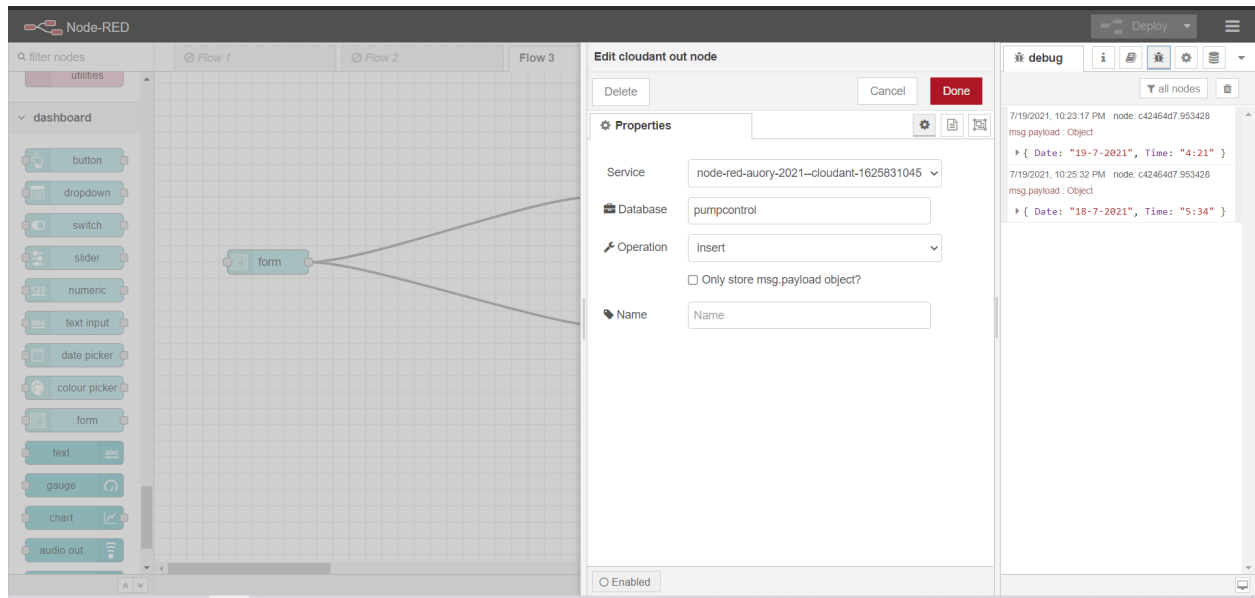 Node-RED
Deploy
filter nodes
utilities
dashboard
button
dropdown
switch
slider
123 numeric
abc text input
date picker
colour picker
form
text abc
gauge
chart
audio out
Flow 1
Flow 2
Flow 3
form
Edit cloudant out node
Delete
Cancel
Done
Properties
Service
node-red-auory-2021--cloudant-1625831045
Database
pumpcontrol
Operation
insert
Only store msg.payload object?
Name
Name
Enabled
debug
i
all nodes
7/19/2021, 10:23:17 PM node: c42464d7.953428
msg.payload : Object
{ Date: "19-7-2021", Time: "4:21" }
7/19/2021, 10:25:32 PM node: c42464d7.953428
msg.payload : Object
{ Date: "18-7-2021", Time: "5:34" }